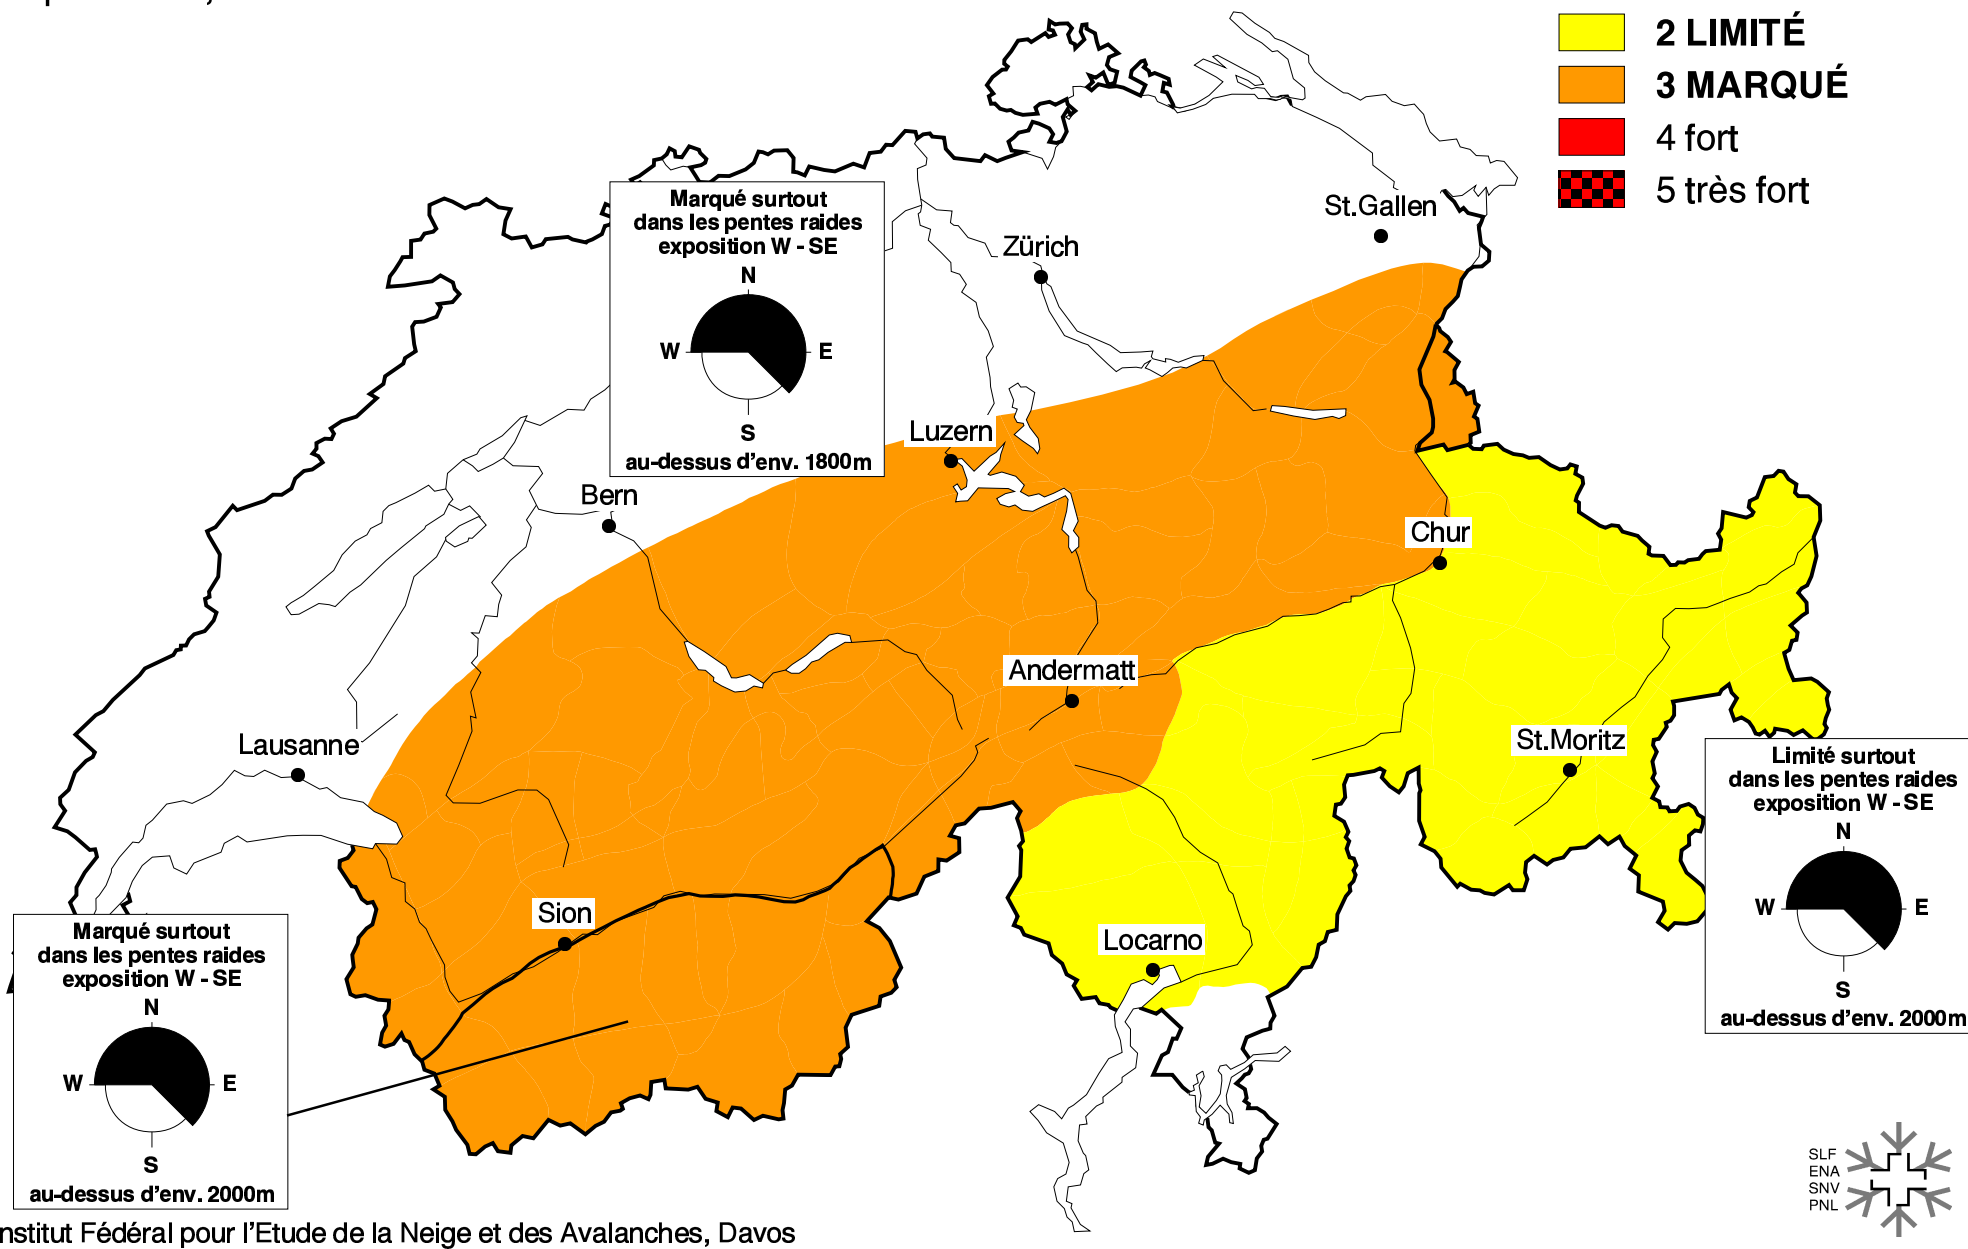 2 LIMITÉ
3 MARQUÉ
4 fort
5 très fort
Marqué surtout
dans les pentes raides
exposition W - SE
N
W
E
S
au-dessus d'env. 1800m
St.Gallen
Zürich
Luzern
Bern
Chur
Andermatt
Lausanne
St.Moritz
Sion
Locarno
Limité surtout
dans les pentes raides
exposition W - SE
N
W
E
S
au-dessus d'env. 2000m
Marqué surtout
dans les pentes raides
exposition W - SE
N
W
E
S
au-dessus d'env. 2000m
SLF
ENA
SNV
PNL
nstitut Fédéral pour l'Etude de la Neige et des Avalanches, Davos